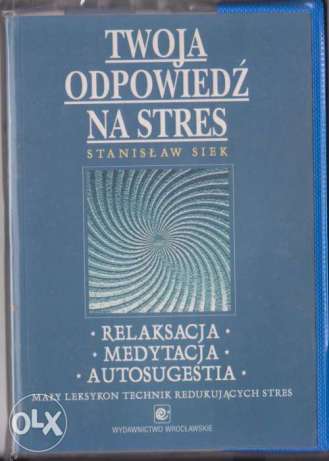 TWOJA
ODPOWIEDŹ
NA STRES
STANISŁAW SIEK
· RELAKSACJA ·
· MEDYTACJA ·
· AUTOSUGESTIA ·
MAŁY LEKSYKON TECHNIK REDUKUJĄCYCH STRES
WYDAWNICTWO WROCŁAWSKIE
OLX